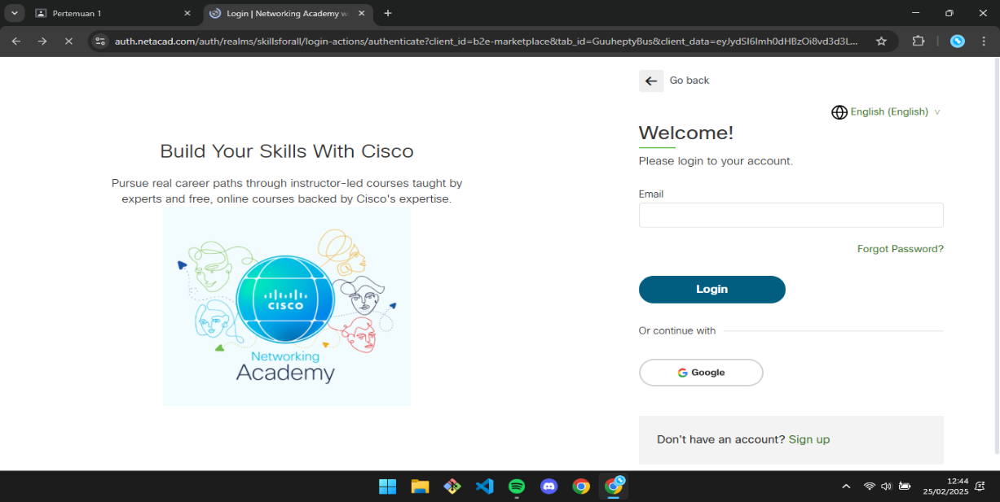 Pertemuan 1
Login | Networking Academy w
auth.netacad.com/auth/realms/skillsforall/login-actions/authenticate?client_id=b2e-marketplace&tab_id=GuuheptyBus&client_data=eyJydSI6Imh0dHBzOi8vd3d3L...
Go back
English (English)
Welcome!
Please login to your account.
Email
Forgot Password?
Login
Or continue with
Google
Don't have an account? Sign up
Build Your Skills With Cisco
Pursue real career paths through instructor-led courses taught by
experts and free, online courses backed by Cisco's expertise.
CISCO
Networking
Academy
12:44
25/02/2025